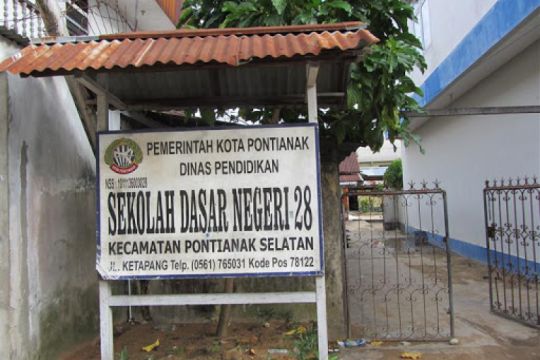 PEMERINTAH KOTA PONTIANAK
DINAS PENDIDIKAN
SEKOLAH DASAR NEGERI 28
KECAMATAN PONTIANAK SELATAN
JL. KETAPANG Telp. (0561) 765031 Kode Pos 78122